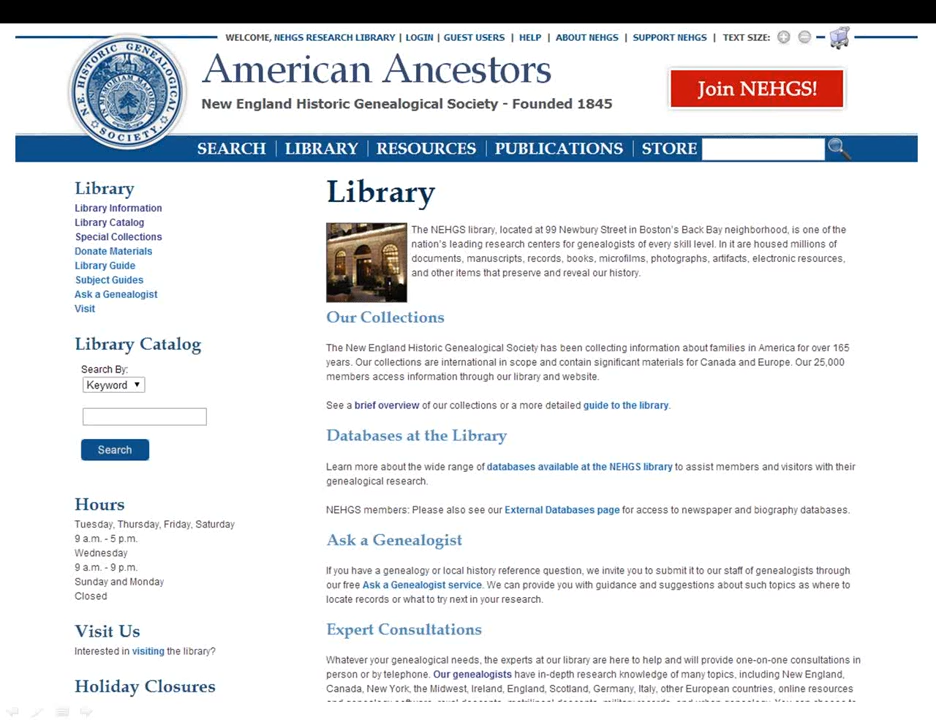 WELCOME, NEHGS RESEARCH LIBRARY | LOGIN | GUEST USERS | HELP | ABOUT NEHGS | SUPPORT NEHGS | TEXT SIZE:
N.E. HISTORIC GENEALOGICAL SOCIETY.
American Ancestors
New England Historic Genealogical Society - Founded 1845
Join NEHGS!
SEARCH | LIBRARY | RESOURCES | PUBLICATIONS | STORE
Library
Library Information
Library Catalog
Special Collections
Donate Materials
Library Guide
Subject Guides
Ask a Genealogist
Visit
Library Catalog
Search By:
Keyword
Search
Hours
Tuesday, Thursday, Friday, Saturday
9 a.m. - 5 p.m.
Wednesday
9 a.m. - 9 p.m.
Sunday and Monday
Closed
Visit Us
Interested in visiting the library?
Holiday Closures
Library
The NEHGS library, located at 99 Newbury Street in Boston's Back Bay neighborhood, is one of the
nation's leading research centers for genealogists of every skill level. In it are housed millions of
documents, manuscripts, records, books, microfilms, photographs, artifacts, electronic resources,
and other items that preserve and reveal our history.
Our Collections
The New England Historic Genealogical Society has been collecting information about families in America for over 165
years. Our collections are international in scope and contain significant materials for Canada and Europe. Our 25,000
members access information through our library and website.
See a brief overview of our collections or a more detailed guide to the library.
Databases at the Library
Learn more about the wide range of databases available at the NEHGS library to assist members and visitors with their
genealogical research.
NEHGS members: Please also see our External Databases page for access to newspaper and biography databases.
Ask a Genealogist
If you have a genealogy or local history reference question, we invite you to submit it to our staff of genealogists through
our free Ask a Genealogist service. We can provide you with guidance and suggestions about such topics as where to
locate records or what to try next in your research.
Expert Consultations
Whatever your genealogical needs, the experts at our library are here to help and will provide one-on-one consultations in
person or by telephone. Our genealogists have in-depth research knowledge of many topics, including New England,
Canada, New York, the Midwest, Ireland, England, Scotland, Germany, Italy, other European countries, online resources